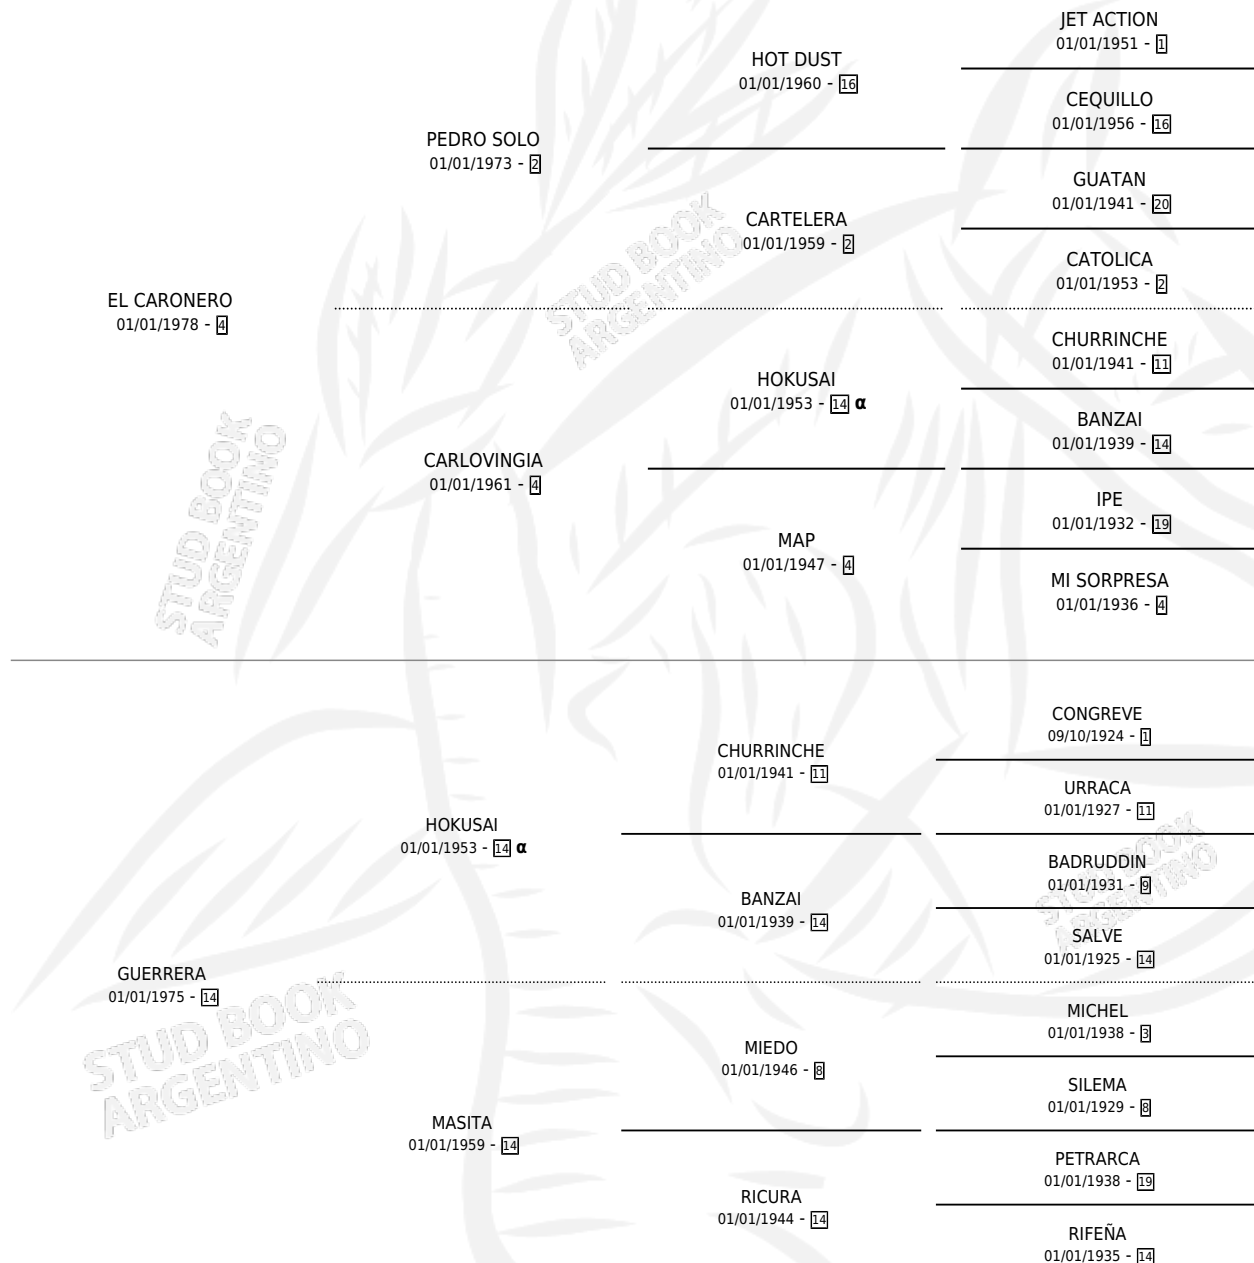 JET ACTION
01/01/1951 - 1
HOT DUST
01/01/1960 - 16
CEQUILLO
01/01/1956 - 16
PEDRO SOLO
01/01/1973 - 2
GUATAN
01/01/1941 - 20
CARTELERA
01/01/1959 - 2
CATOLICA
01/01/1953 - 2
EL CARONERO
01/01/1978 - 4
CHURRINCHE
01/01/1941 - 11
HOKUSAI
01/01/1953 - 14 α
BANZAI
01/01/1939 - 14
CARLOVINGIA
01/01/1961 - 4
IPE
01/01/1932 - 19
MAP
01/01/1947 - 4
MI SORPRESA
01/01/1936 - 4
CONGREVE
09/10/1924 - 1
CHURRINCHE
01/01/1941 - 11
URRACA
01/01/1927 - 11
HOKUSAI
01/01/1953 - 14 α
BADRUDDIN
01/01/1931 - 9
BANZAI
01/01/1939 - 14
SALVE
01/01/1925 - 14
GUERRERA
01/01/1975 - 14
MICHEL
01/01/1938 - 3
MIEDO
01/01/1946 - 8
SILEMA
01/01/1929 - 8
MASITA
01/01/1959 - 14
PETRARCA
01/01/1938 - 19
RICURA
01/01/1944 - 14
RIFEÑA
01/01/1935 - 14
STUD BOOK
ARGENTINO
STUD BOOK
ARGENTINO
STUD BOOK
ARGENTINO
STUD BOOK
ARGENTINO